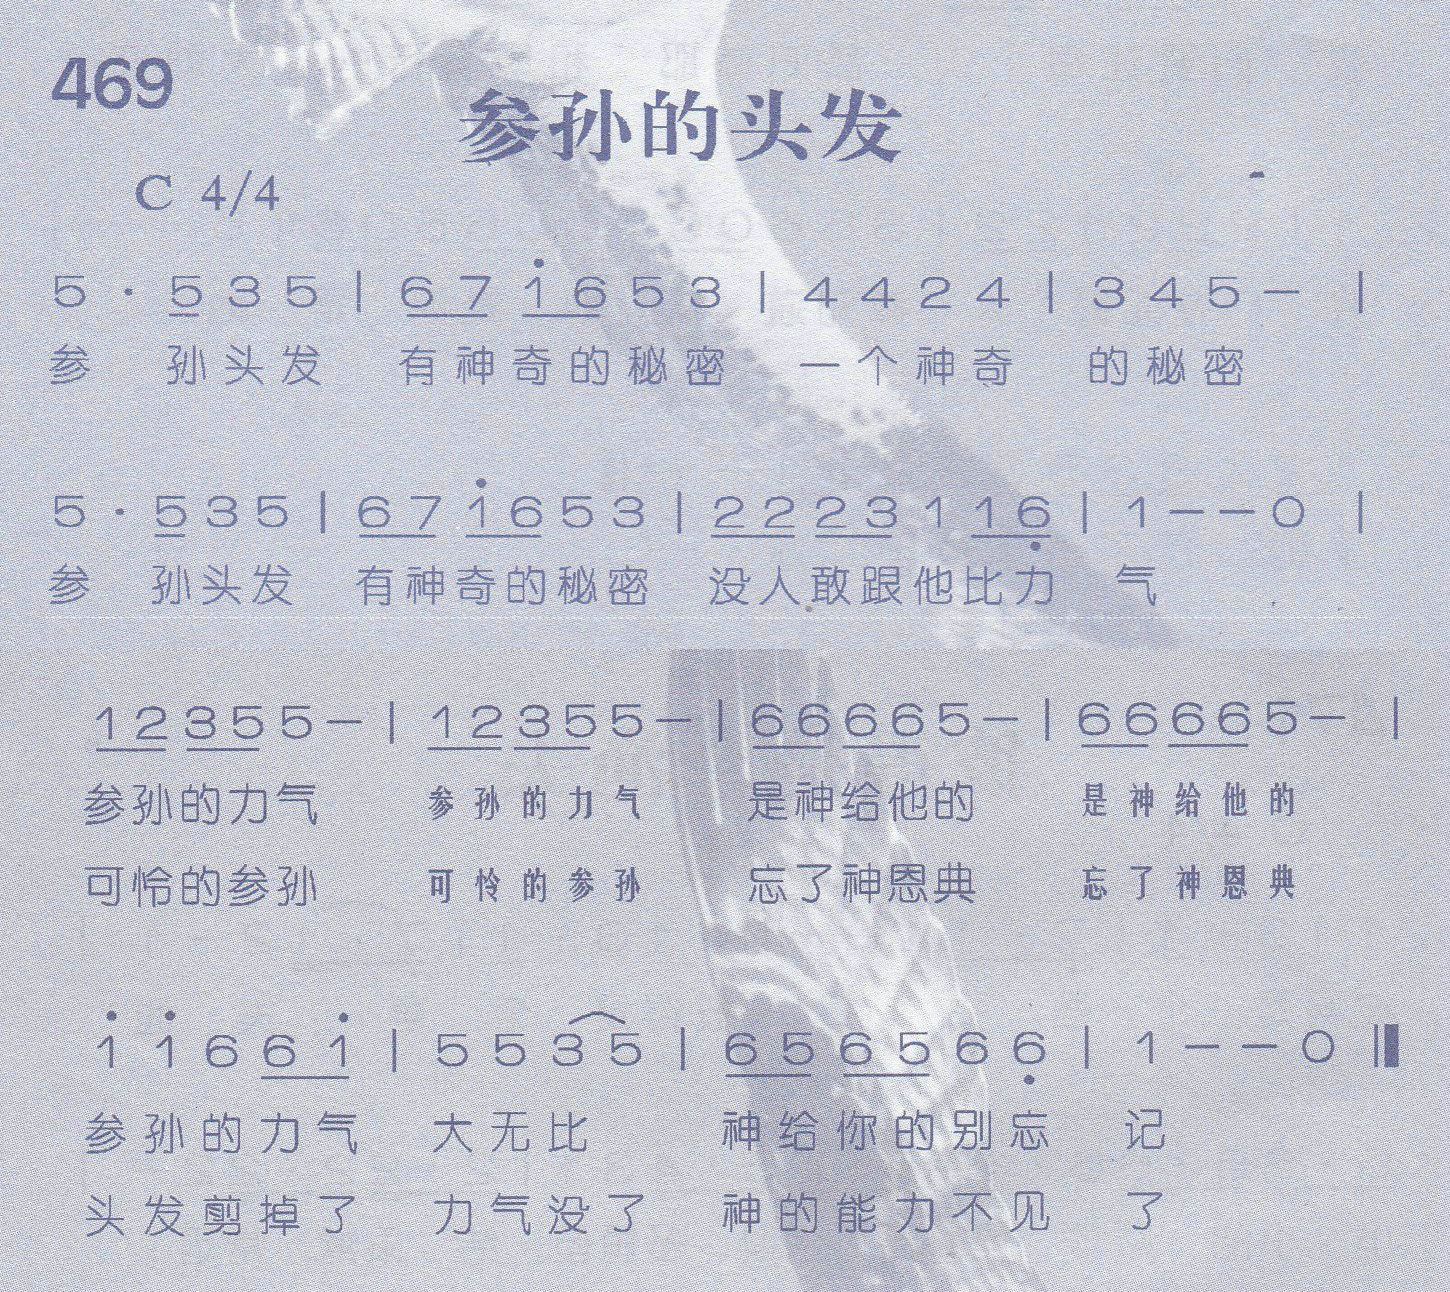 469
参孙的头发
C 4/4
5 · 5 3 5 | 6 7 1̇ 6 5 3 | 4 4 2 4 | 3 4 5 — |
参 孙头发 有神奇的秘密 一个神奇 的秘密
5 · 5 3 5 | 6 7 1̇ 6 5 3 | 2 2 2 3 1 1 6̣ | 1 — — 0 |
参 孙头发 有神奇的秘密 没人敢跟他比力 气
1 2 3 5 5 — | 1 2 3 5 5 — | 6 6 6 6 5 — | 6 6 6 6 5 — |
参孙的力气 参孙的力气 是神给他的 是神给他的
可怜的参孙 可怜的参孙 忘了神恩典 忘了神恩典
1̇ 1̇ 6 6 1̇ | 5 5 3 5 | 6 5 6 5 6 6̣ | 1 — — 0 ‖
参孙的力气 大无比 神给你的别忘 记
头发剪掉了 力气没了 神的能力不见 了